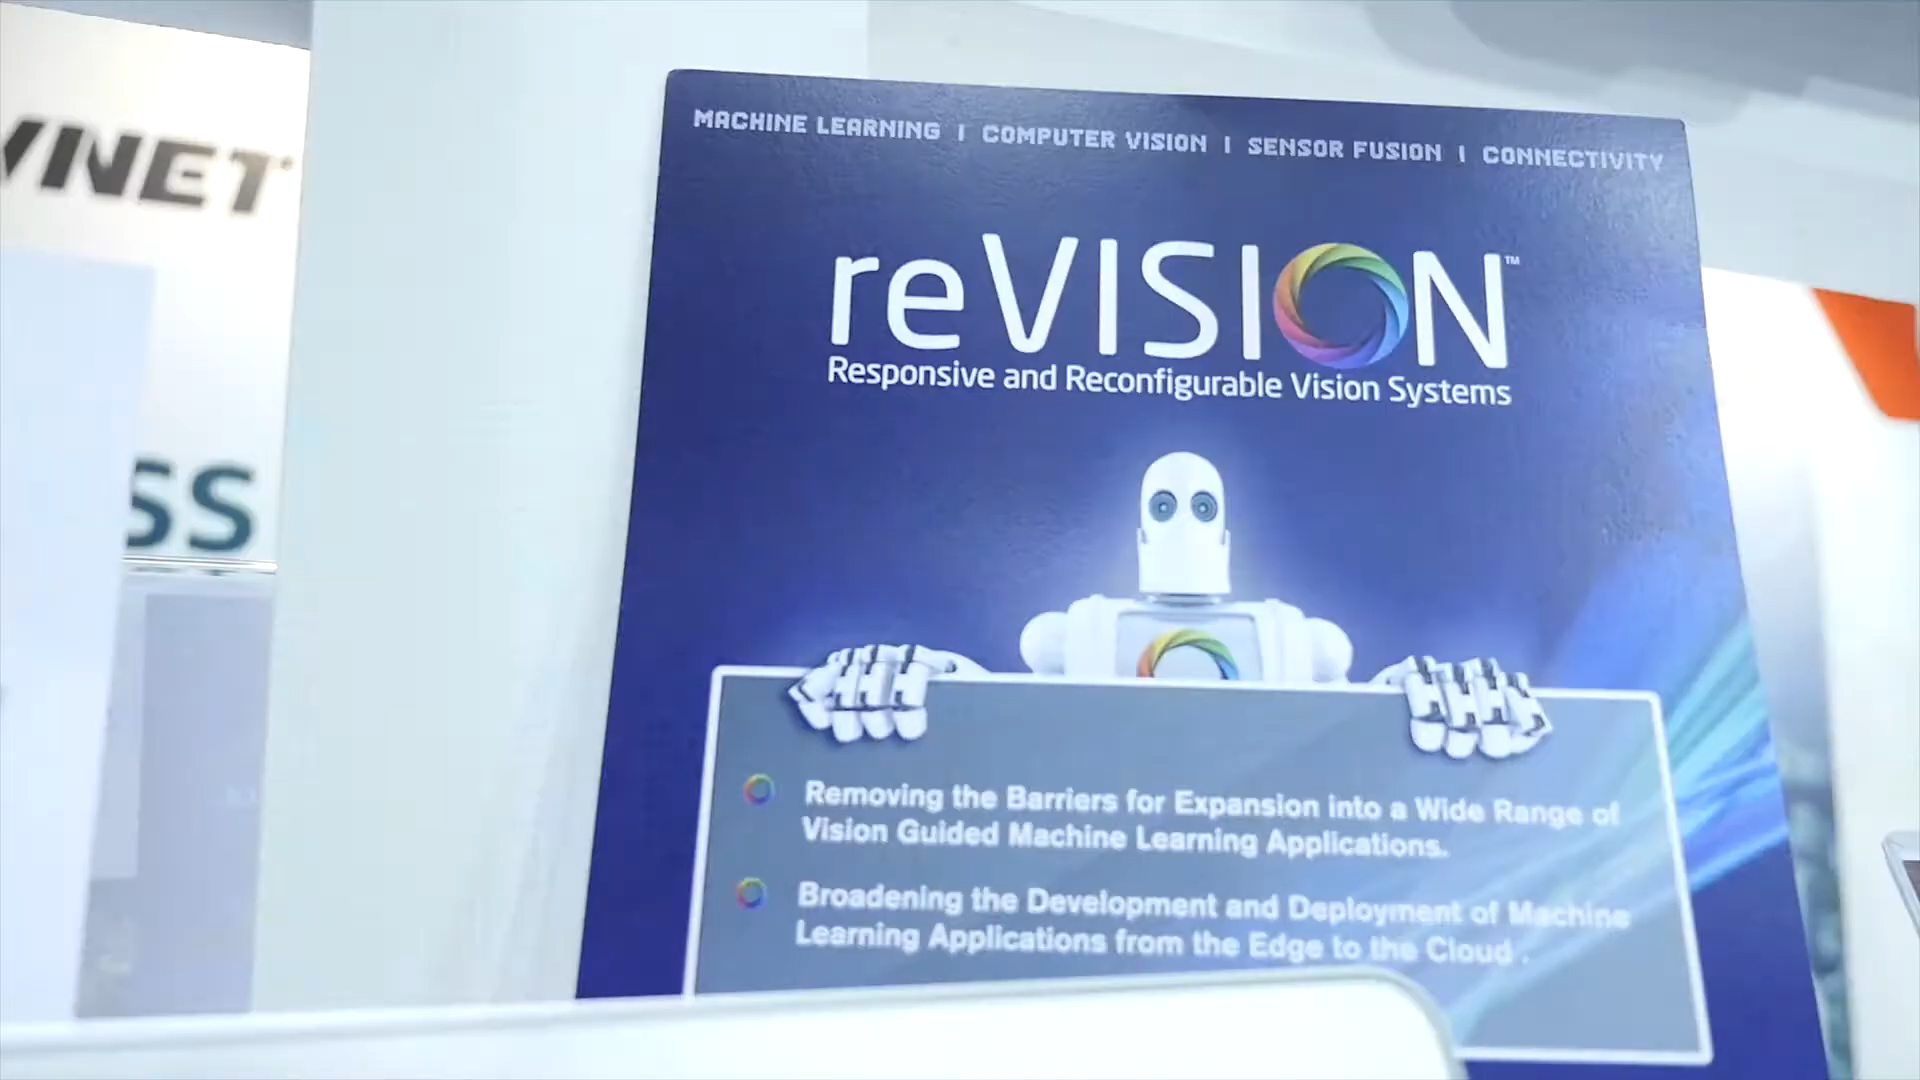 VNET
SS
MACHINE LEARNING | COMPUTER VISION | SENSOR FUSION | CONNECTIVITY
reVISION™
Responsive and Reconfigurable Vision Systems
Removing the Barriers for Expansion into a Wide Range of
Vision Guided Machine Learning Applications.
Broadening the Development and Deployment of Machine
Learning Applications from the Edge to the Cloud .